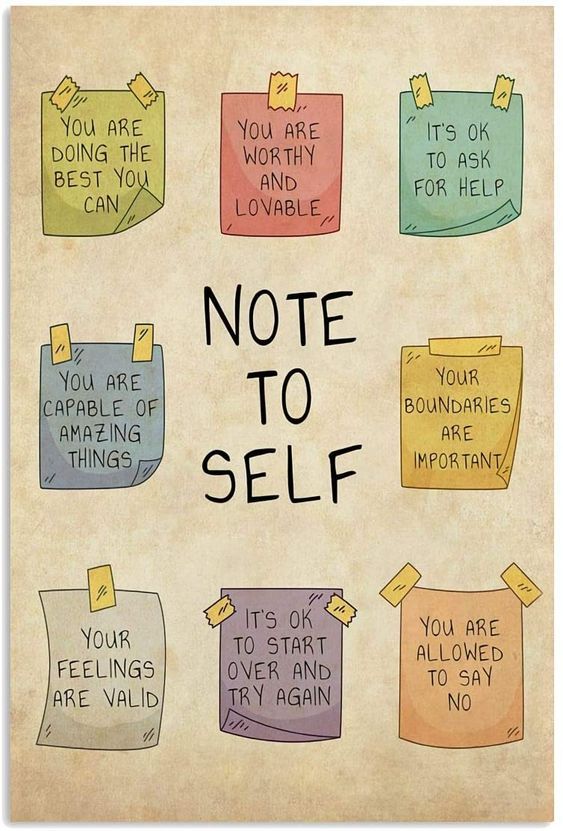 YOU ARE
DOING THE
BEST YOU
CAN
YOU ARE
WORTHY
AND
LOVABLE
IT'S OK
TO ASK
FOR HELP
NOTE
TO
SELF
YOU ARE
CAPABLE OF
AMAZING
THINGS
YOUR
BOUNDARIES
ARE
IMPORTANT
YOUR
FEELINGS
ARE VALID
IT'S OK
TO START
OVER AND
TRY AGAIN
YOU ARE
ALLOWED
TO SAY
NO